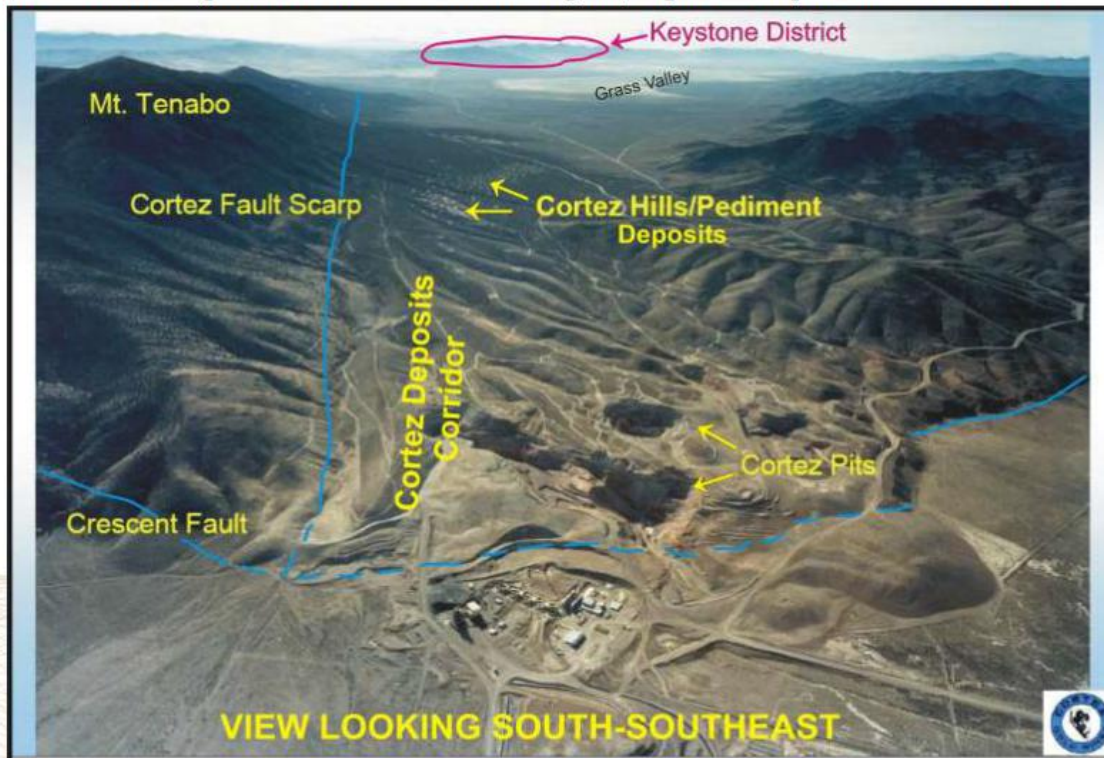 Keystone District
Grass Valley
Mt. Tenabo
Cortez Fault Scarp
Cortez Hills/Pediment
Deposits
Cortez Deposits
Corridor
Cortez Pits
Crescent Fault
VIEW LOOKING SOUTH-SOUTHEAST
CORTEZ